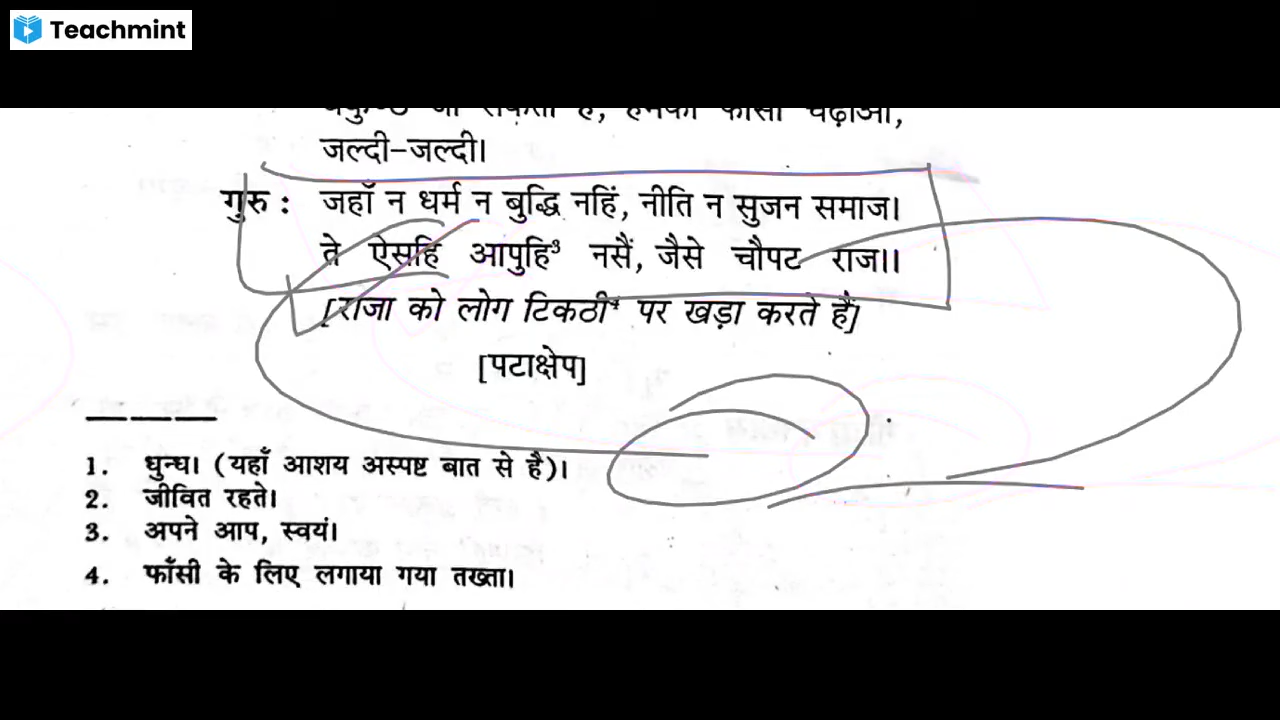 Teachmint
जल्दी-जल्दी।
गुरु : जहाँ न धर्म न बुद्धि नहिं, नीति न सुजन समाज।
ते ऐसहि आपुहि³ नसैं, जैसे चौपट राज।।
[राजा को लोग टिकठी⁴ पर खड़ा करते हैं]
[पटाक्षेप]
1. धुन्ध। (यहाँ आशय अस्पष्ट बात से है)।
2. जीवित रहते।
3. अपने आप, स्वयं।
4. फाँसी के लिए लगाया गया तख्ता।